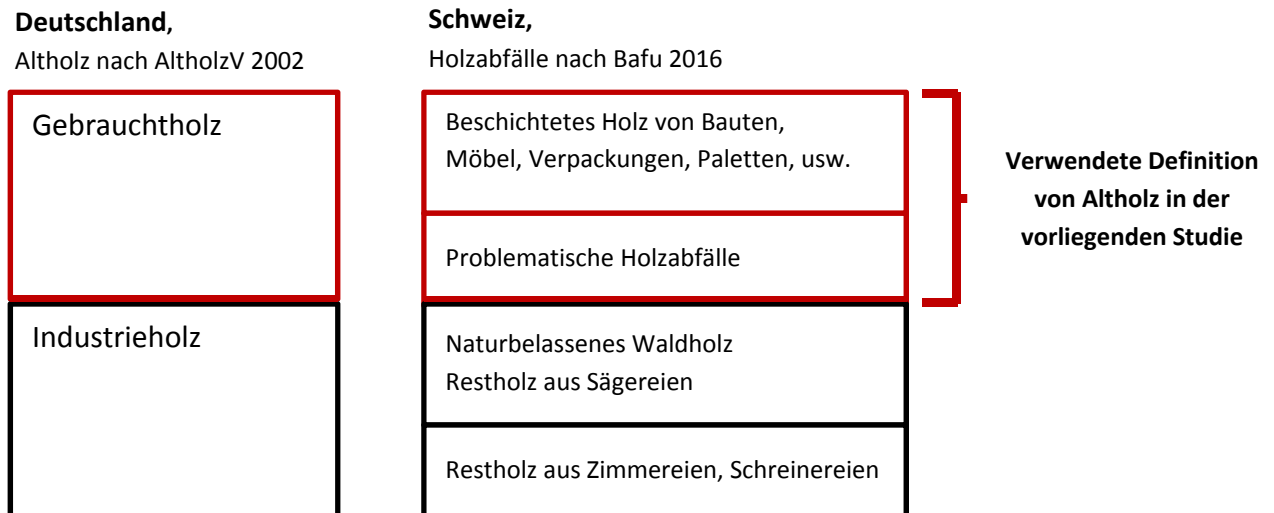 Deutschland,
Altholz nach AltholzV 2002
Gebrauchtholz
Industrieholz
Schweiz,
Holzabfälle nach Bafu 2016
Beschichtetes Holz von Bauten,
Möbel, Verpackungen, Paletten, usw.
Problematische Holzabfälle
Naturbelassenes Waldholz
Restholz aus Sägereien
Restholz aus Zimmereien, Schreinereien
Verwendete Definition
von Altholz in der
vorliegenden Studie